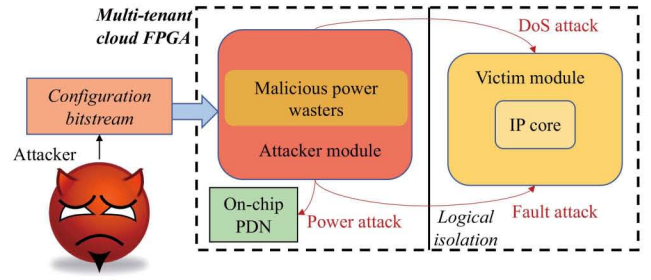 Multi-tenant
cloud FPGA
DoS attack
Configuration
bitstream
Malicious power
wasters
Attacker module
Victim module
IP core
Attacker
On-chip
PDN
Power attack
Logical
isolation
Fault attack